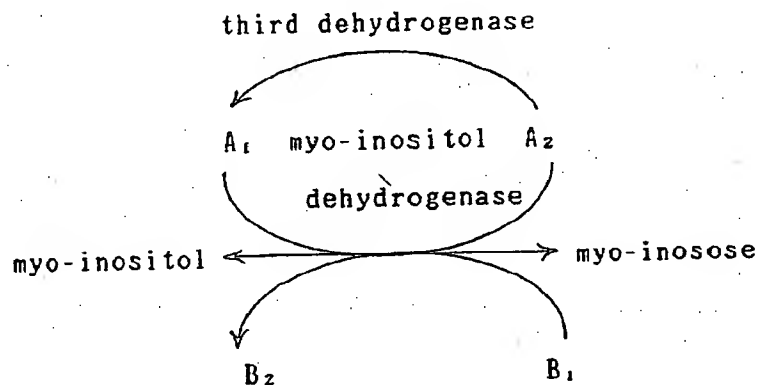 third dehydrogenase
A₁ myo-inositol A₂
dehydrogenase
myo-inositol myo-inosose
B₂ B₁